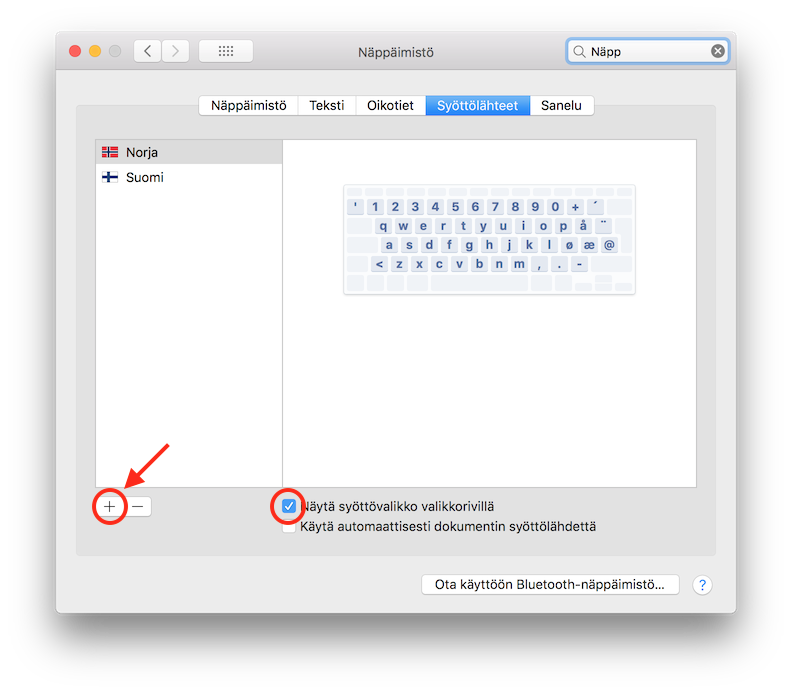 Näppäimistö
Näpp
Näppäimistö Teksti Oikotiet Syöttölähteet Sanelu
Norja
Suomi
' 1 2 3 4 5 6 7 8 9 0 + ´
q w e r t y u i o p å ¨
a s d f g h j k l ø æ @
< z x c v b n m , . -
+ −
Näytä syöttövalikko valikkorivillä
Käytä automaattisesti dokumentin syöttölähdettä
Ota käyttöön Bluetooth-näppäimistö... ?